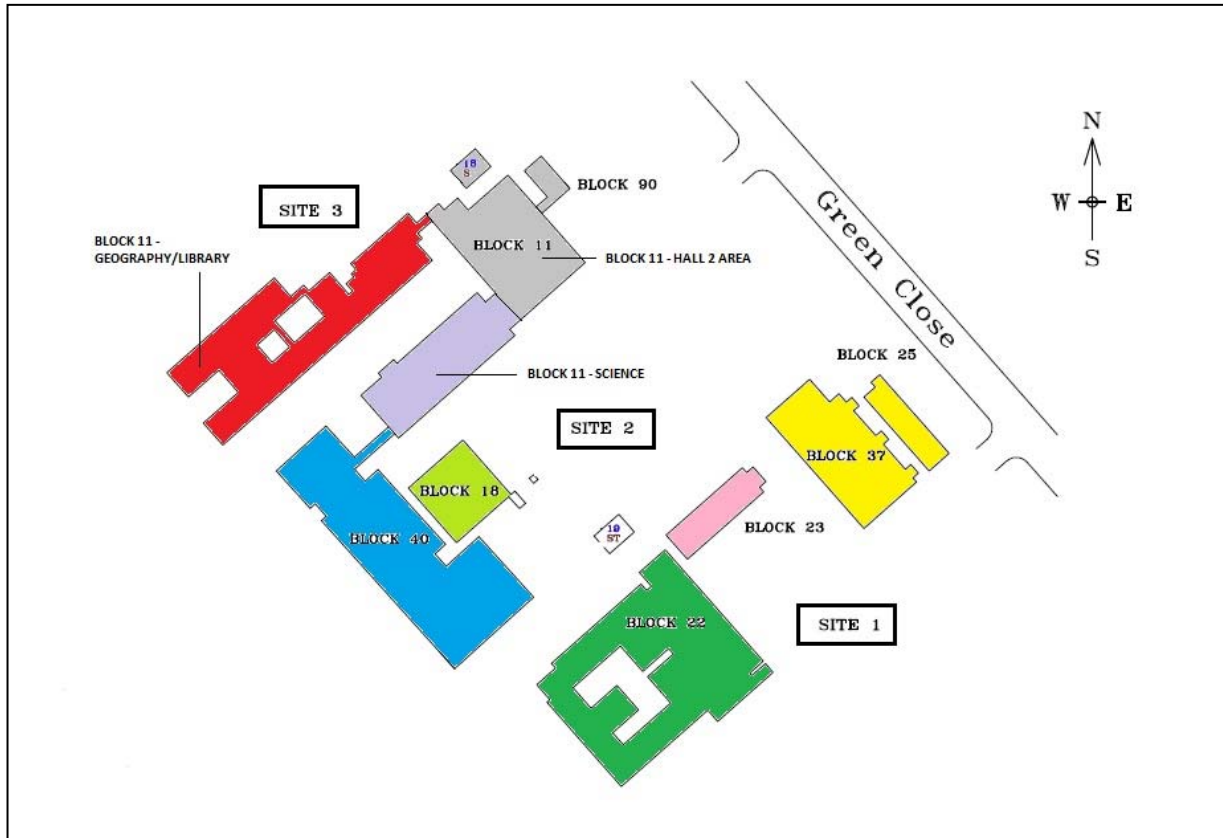 N
W
E
S
Green Close
18
S
BLOCK 90
SITE 3
BLOCK 11 -
GEOGRAPHY/LIBRARY
BLOCK 11
BLOCK 11 - HALL 2 AREA
BLOCK 25
BLOCK 11 - SCIENCE
SITE 2
BLOCK 37
BLOCK 18
BLOCK 23
19
ST
BLOCK 40
BLOCK 22
SITE 1